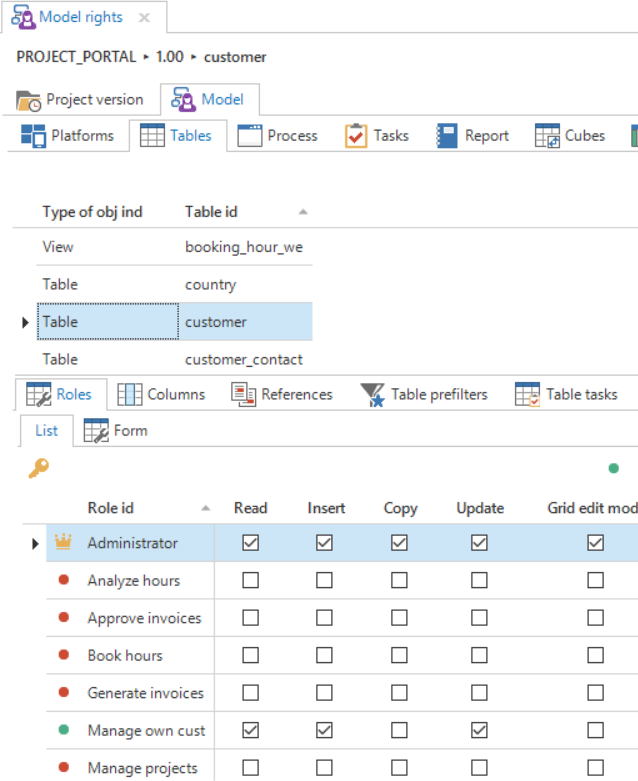 Model rights
PROJECT_PORTAL 1.00 customer
Project version Model
Platforms Tables Process Tasks Report Cubes
Type of obj ind Table id
View booking_hour_we
Table country
Table customer
Table customer_contact
Roles Columns References Table prefilters Table tasks
List Form
Role id Read Insert Copy Update Grid edit mod
Administrator
Analyze hours
Approve invoices
Book hours
Generate invoices
Manage own cust
Manage projects